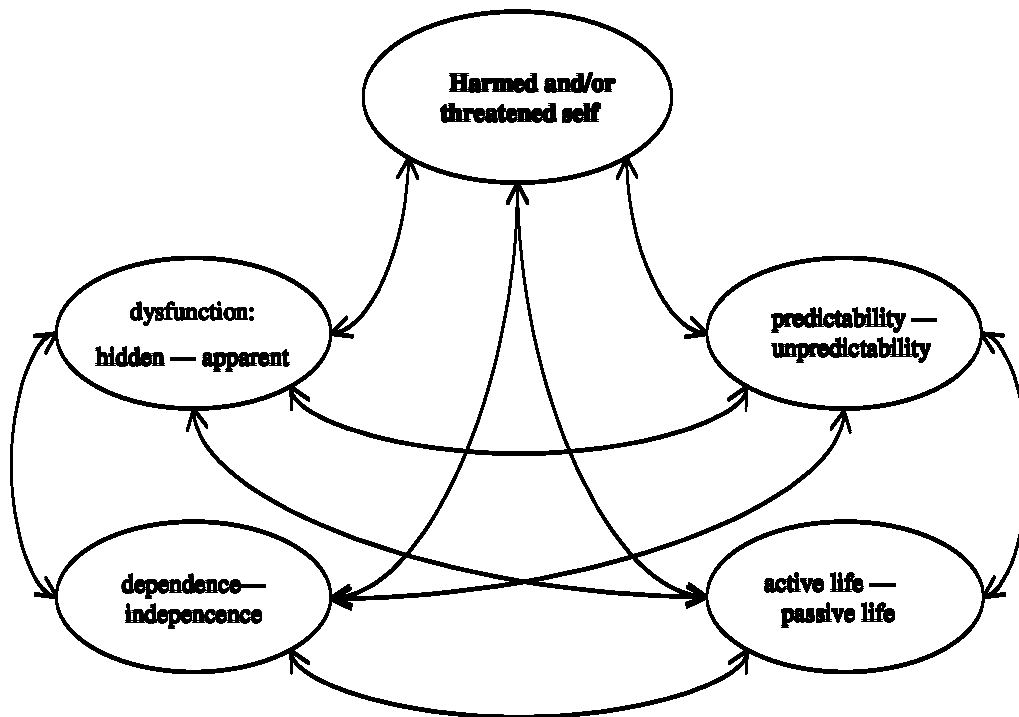 Harmed and/or
threatened self
dysfunction:
hidden — apparent
predictability —
unpredictability
dependence—
indepencence
active life —
passive life